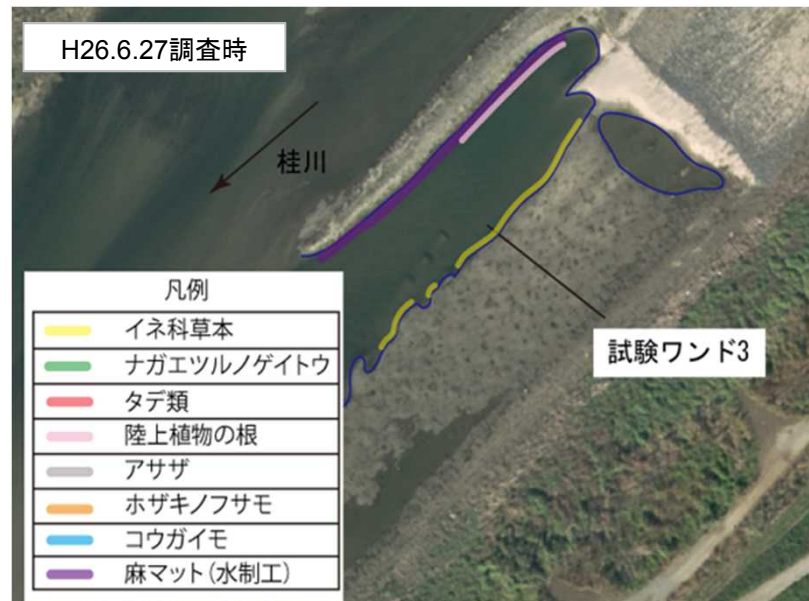 H26.6.27調査時
桂川
試験ワンド3
凡例
イネ科草本
ナガエツルノゲイトウ
タデ類
陸上植物の根
アサザ
ホザキノフサモ
コウガイモ
麻マット(水制工)